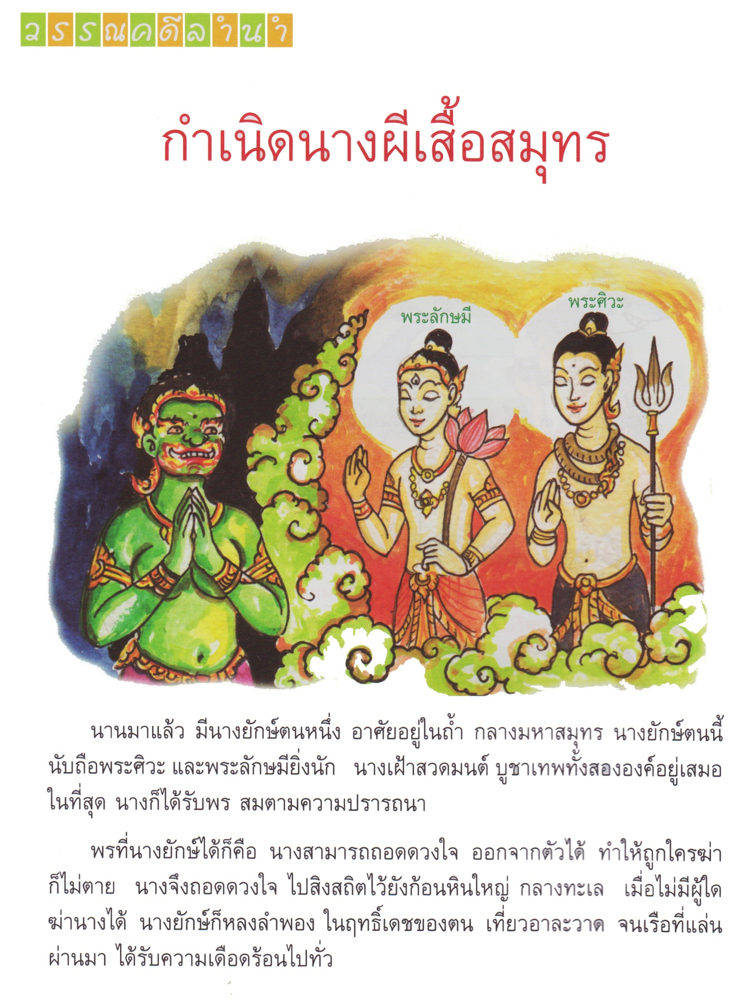 วรรณคดีลำนำ
กำเนิดนางผีเสื้อสมุทร
พระลักษมี
พระศิวะ
นานมาแล้ว มีนางยักษ์ตนหนึ่ง อาศัยอยู่ในถ้ำ กลางมหาสมุทร นางยักษ์ตนนี้
นับถือพระศิวะ และพระลักษมียิ่งนัก นางเฝ้าสวดมนต์ บูชาเทพทั้งสององค์อยู่เสมอ
ในที่สุด นางก็ได้รับพร สมตามความปรารถนา
พรที่นางยักษ์ได้ก็คือ นางสามารถถอดดวงใจ ออกจากตัวได้ ทำให้ถูกใครฆ่า
ก็ไม่ตาย นางจึงถอดดวงใจ ไปสิงสถิตไว้ยังก้อนหินใหญ่ กลางทะเล เมื่อไม่มีผู้ใด
ฆ่านางได้ นางยักษ์ก็หลงลำพอง ในฤทธิ์เดชของตน เที่ยวอาละวาด จนเรือที่แล่น
ผ่านมา ได้รับความเดือดร้อนไปทั่ว